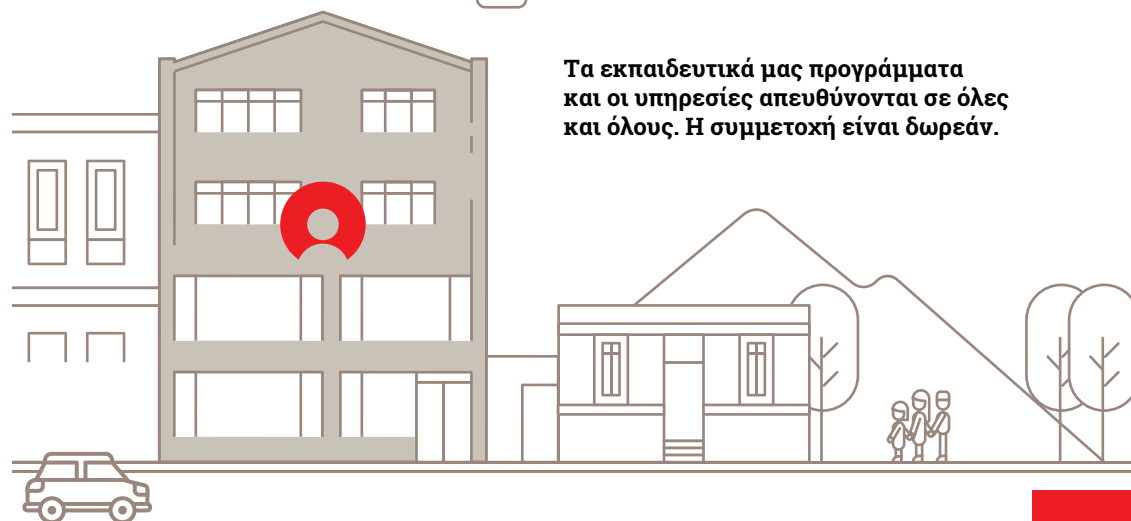 Τα εκπαιδευτικά μας προγράμματα
και οι υπηρεσίες απευθύνονται σε όλες
και όλους. Η συμμετοχή είναι δωρεάν.